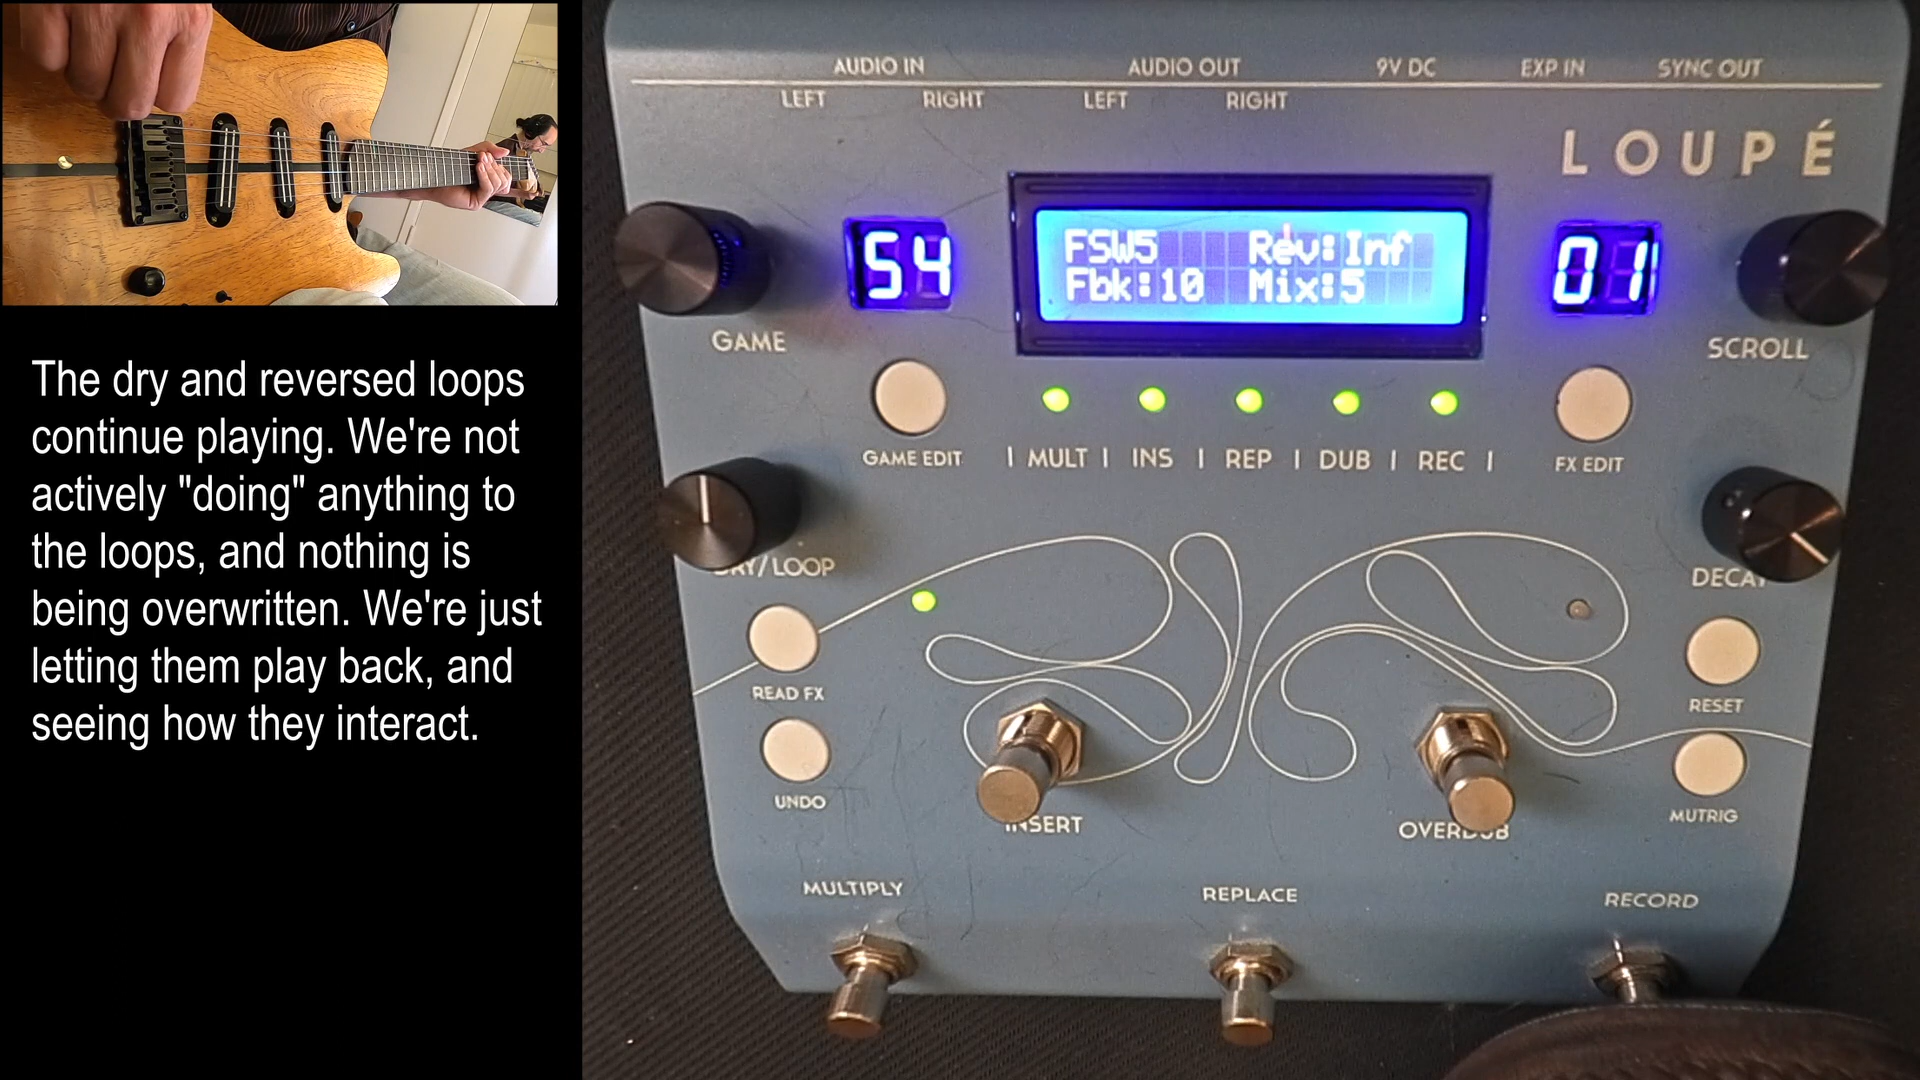 The dry and reversed loops
continue playing. We're not
actively "doing" anything to
the loops, and nothing is
being overwritten. We're just
letting them play back, and
seeing how they interact.
AUDIO IN
AUDIO OUT
9V DC
EXP IN
SYNC OUT
LEFT
RIGHT
LEFT
RIGHT
LOUPÉ
54
FSW5 Rev:Inf
Fbk:10 Mix:5
01
GAME
SCROLL
GAME EDIT
| MULT | INS | REP | DUB | REC |
FX EDIT
DRY/LOOP
DECAY
READ FX
RESET
UNDO
MUTRIG
INSERT
OVERDUB
MULTIPLY
REPLACE
RECORD